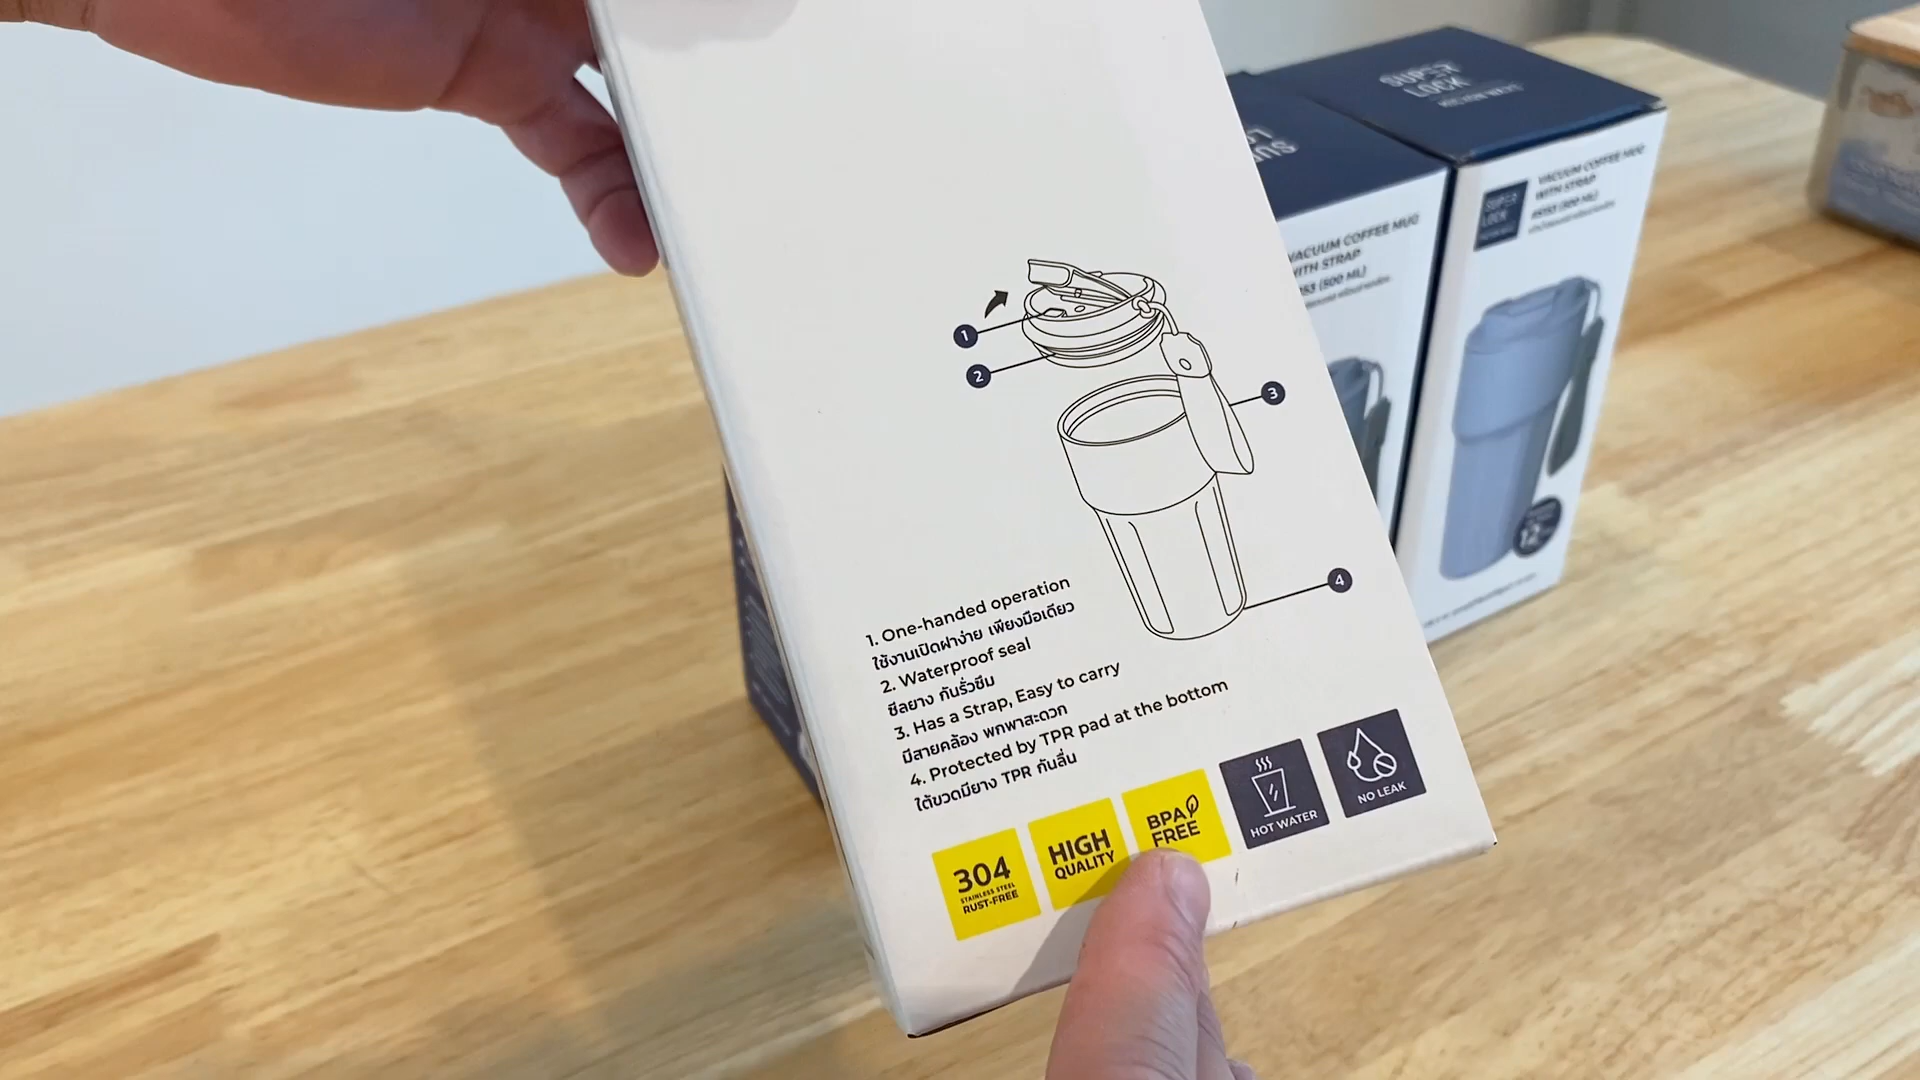 1
2
3
4
1. One-handed operation
ใช้งานเปิดฝาง่าย เพียงมือเดียว
2. Waterproof seal
ซีลยาง กันรั่วซึม
3. Has a Strap, Easy to carry
มีสายคล้อง พกพาสะดวก
4. Protected by TPR pad at the bottom
ใต้ขวดมียาง TPR กันลื่น
304
STAINLESS STEEL
RUST-FREE
HIGH
QUALITY
BPA
FREE
HOT WATER
NO LEAK
SUPER
LOCK
VACUUM COFFEE MUG
WITH STRAP
(500 ML)
SUPER
LOCK
VACUUM COFFEE MUG
WITH STRAP
(500 ML)
12